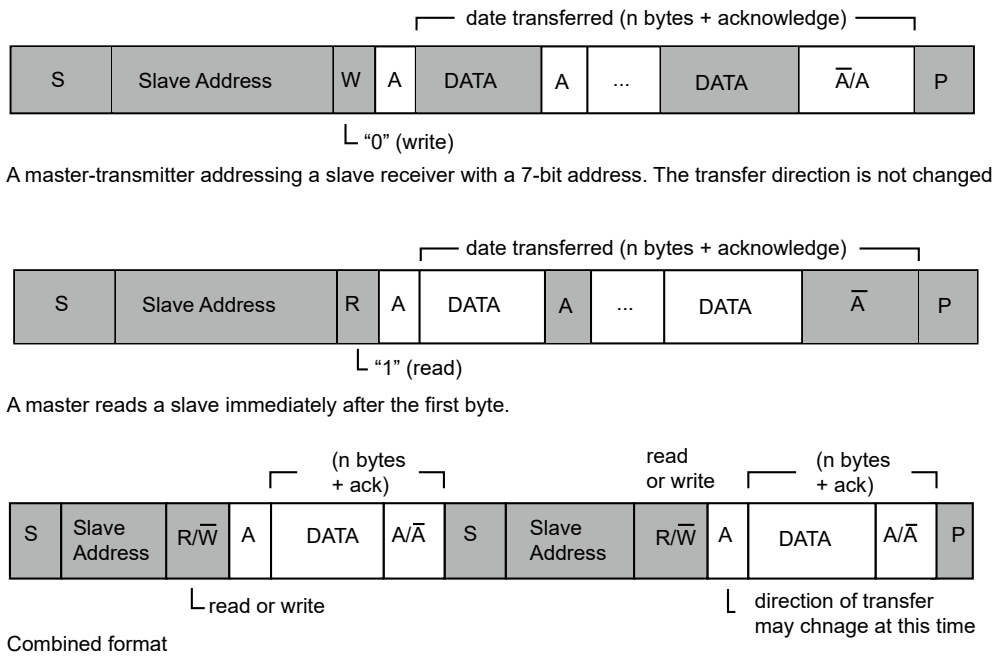 date transferred (n bytes + acknowledge)
S Slave Address W A DATA A ... DATA A̅/A P
“0” (write)
A master-transmitter addressing a slave receiver with a 7-bit address. The transfer direction is not changed
date transferred (n bytes + acknowledge)
S Slave Address R A DATA A ... DATA A̅ P
“1” (read)
A master reads a slave immediately after the first byte.
(n bytes
+ ack)
read
or write
(n bytes
+ ack)
S Slave Address R/W̅ A DATA A/A̅ S Slave Address R/W̅ A DATA A/A̅ P
read or write
direction of transfer
may chnage at this time
Combined format